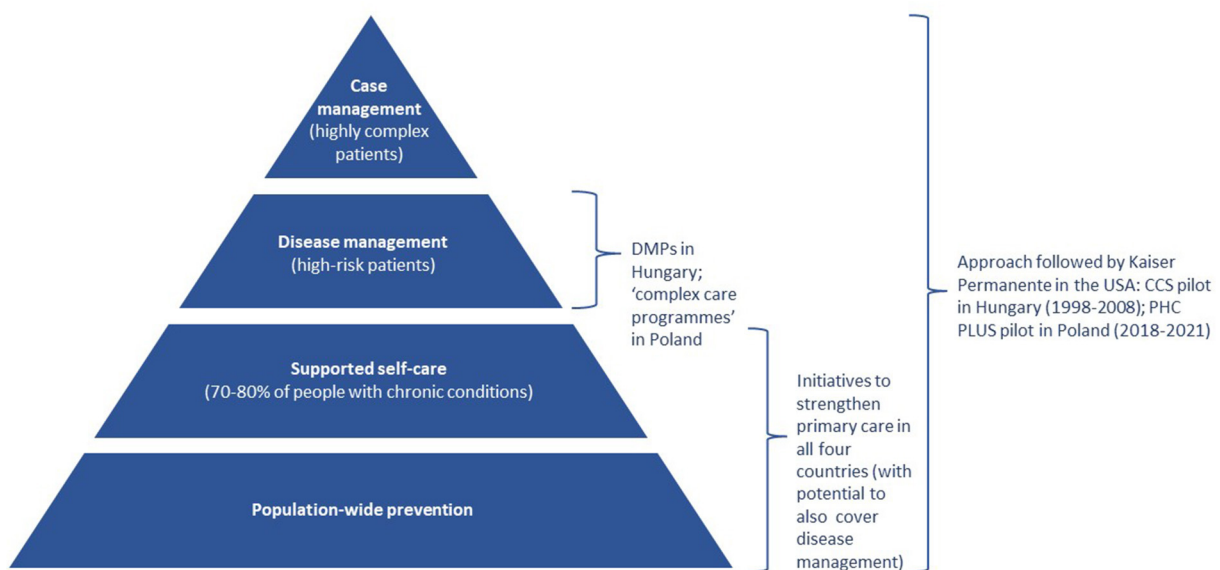 Case
management
(highly complex
patients)
Disease management
(high-risk patients)
Supported self-care
(70-80% of people with chronic conditions)
Population-wide prevention
DMPs in
Hungary;
‘complex care
programmes’
in Poland
Initiatives to
strengthen
primary care in
all four
countries (with
potential to
also cover
disease
management)
Approach followed by Kaiser
Permanente in the USA: CCS pilot
in Hungary (1998-2008); PHC
PLUS pilot in Poland (2018-2021)